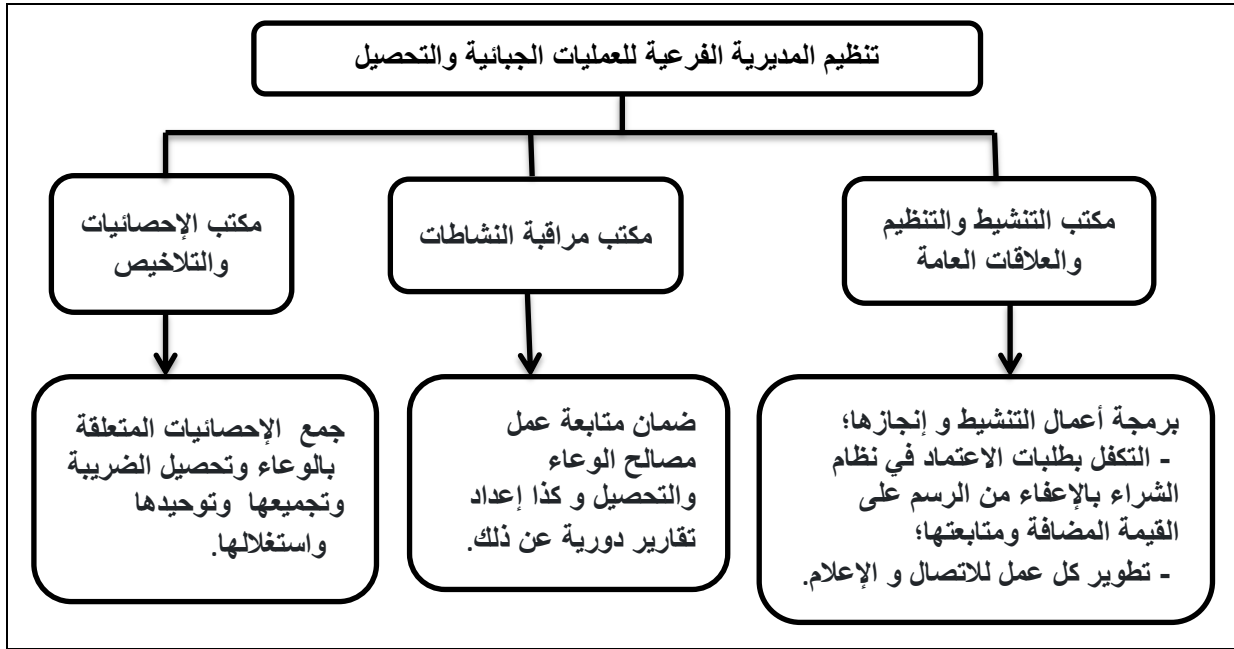 تنظيم المديرية الفرعية للعمليات الجبائية والتحصيل
مكتب التنشيط والتنظيم
والعلاقات العامة
مكتب مراقبة النشاطات
مكتب الإحصائيات
والتلاخيص
برمجة أعمال التنشيط و إنجازها؛
- التكفل بطلبات الاعتماد في نظام
الشراء بالإعفاء من الرسم على
القيمة المضافة ومتابعتها؛
- تطوير كل عمل للاتصال و الإعلام.
ضمان متابعة عمل
مصالح الوعاء
والتحصيل و كذا إعداد
تقارير دورية عن ذلك.
جمع الإحصائيات المتعلقة
بالوعاء وتحصيل الضريبة
وتجميعها وتوحيدها
واستغلالها.